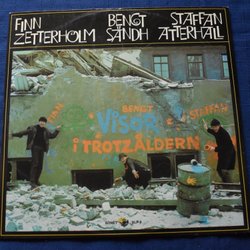 FINN
ZETTERHOLM
BENGT
SANDH
STAFFAN
ATTERHALL
BENGT
STAFFAN
VISOR
i TROTZÅLDERN